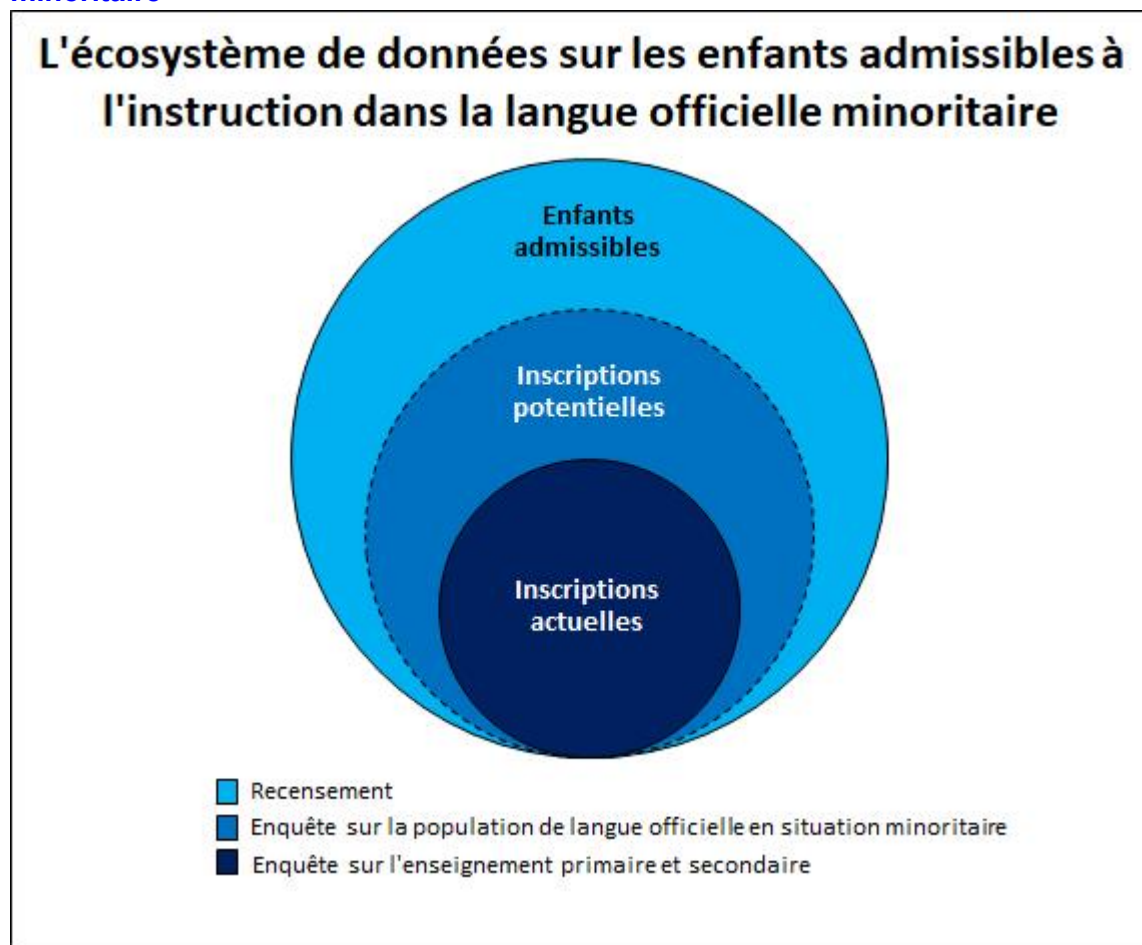 minoritaire
L'écosystème de données sur les enfants admissibles à
l'instruction dans la langue officielle minoritaire
Enfants
admissibles
Inscriptions
potentielles
Inscriptions
actuelles
Recensement
Enquête sur la population de langue officielle en situation minoritaire
Enquête sur l'enseignement primaire et secondaire